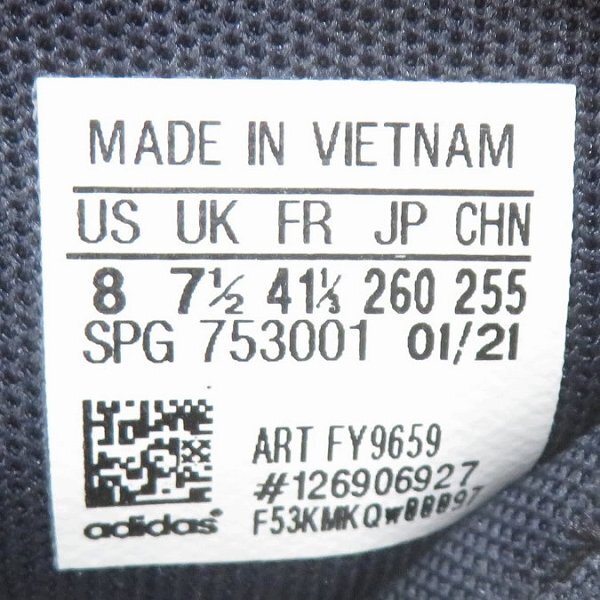 MADE IN VIETNAM
US UK FR JP CHN
8 7½ 41⅓ 260 255
SPG 753001 01/21
ART FY9659
#126906927
adidas